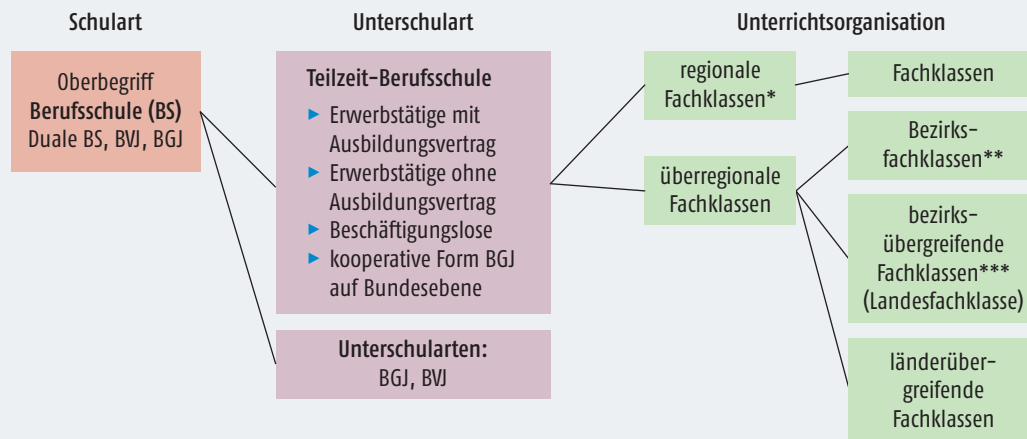 Schulart
Oberbegriff
Berufsschule (BS)
Duale BS, BVJ, BGJ
Unterschulart
Teilzeit-Berufsschule
► Erwerbstätige mit
Ausbildungsvertrag
► Erwerbstätige ohne
Ausbildungsvertrag
► Beschäftigungslose
► kooperative Form BGJ
auf Bundesebene
Unterschularten:
BGJ, BVJ
Unterrichtsorganisation
regionale
Fachklassen*
überregionale
Fachklassen
Fachklassen
Bezirks-
fachklassen**
bezirks-
übergreifende
Fachklassen***
(Landesfachklasse)
länderüber-
greifende
Fachklassen